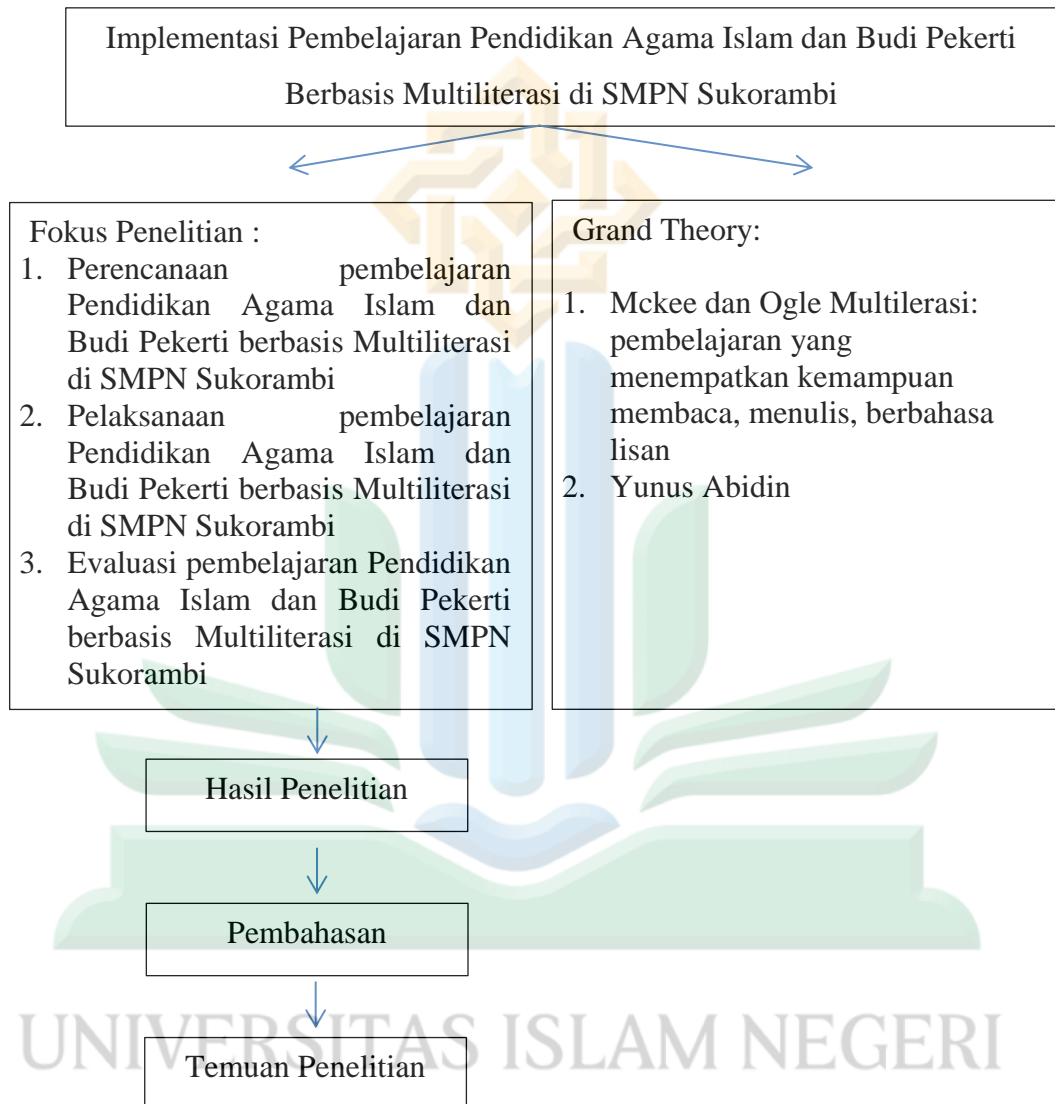 Implementasi Pembelajaran Pendidikan Agama Islam dan Budi Pekerti
Berbasis Multiliterasi di SMPN Sukorambi
Fokus Penelitian :
1. Perencanaan pembelajaran
Pendidikan Agama Islam dan
Budi Pekerti berbasis Multiliterasi
di SMPN Sukorambi
2. Pelaksanaan pembelajaran
Pendidikan Agama Islam dan
Budi Pekerti berbasis Multiliterasi
di SMPN Sukorambi
3. Evaluasi pembelajaran Pendidikan
Agama Islam dan Budi Pekerti
berbasis Multiliterasi di SMPN
Sukorambi
Grand Theory:
1. Mckee dan Ogle Multilerasi:
pembelajaran yang
menempatkan kemampuan
membaca, menulis, berbahasa
lisan
2. Yunus Abidin
Hasil Penelitian
Pembahasan
UNIVERSITAS ISLAM NEGERI
Temuan Penelitian